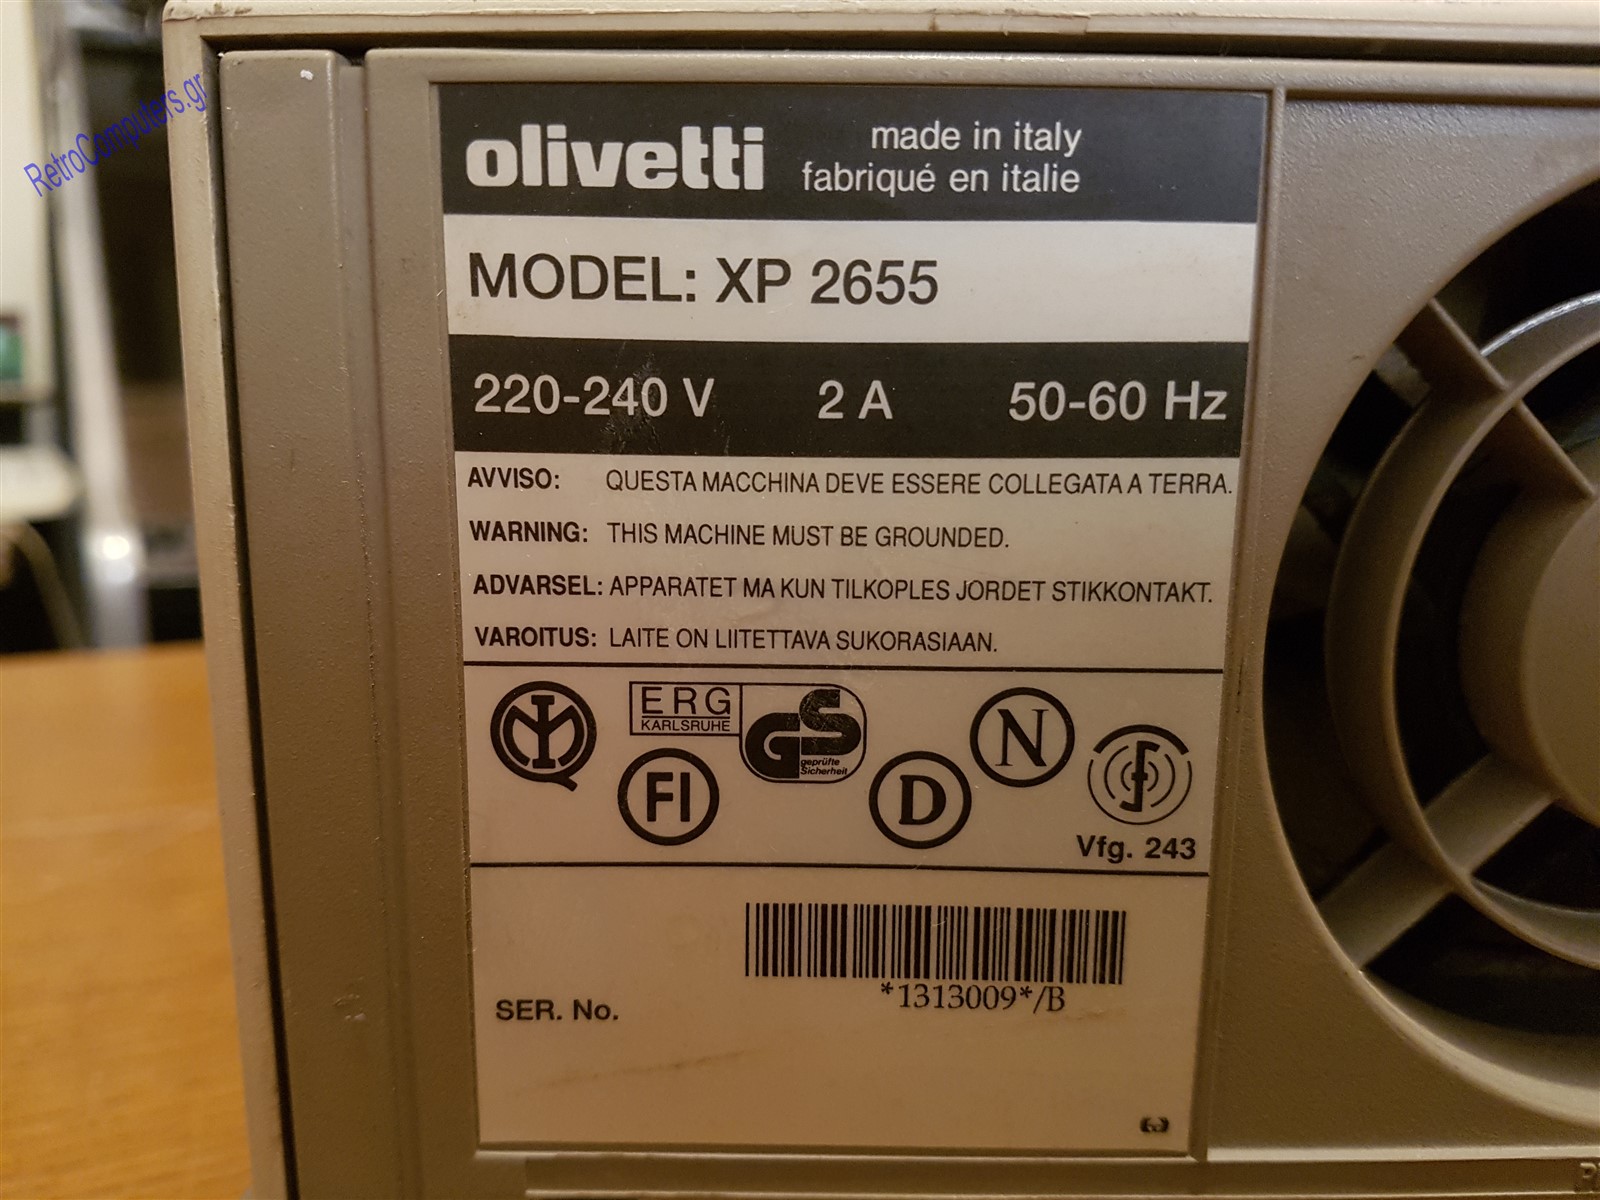 RetroComputers.gr
olivetti made in italy
fabriqué en italie
MODEL: XP 2655
220-240 V 2 A 50-60 Hz
AVVISO: QUESTA MACCHINA DEVE ESSERE COLLEGATA A TERRA.
WARNING: THIS MACHINE MUST BE GROUNDED.
ADVARSEL: APPARATET MA KUN TILKOPLES JORDET STIKKONTAKT.
VAROITUS: LAITE ON LIITETTAVA SUKORASIAAN.
ERG
KARLSRUHE
GS
geprüfte
Sicherheit
FI
D
N
Vfg. 243
*1313009*/B
SER. No.